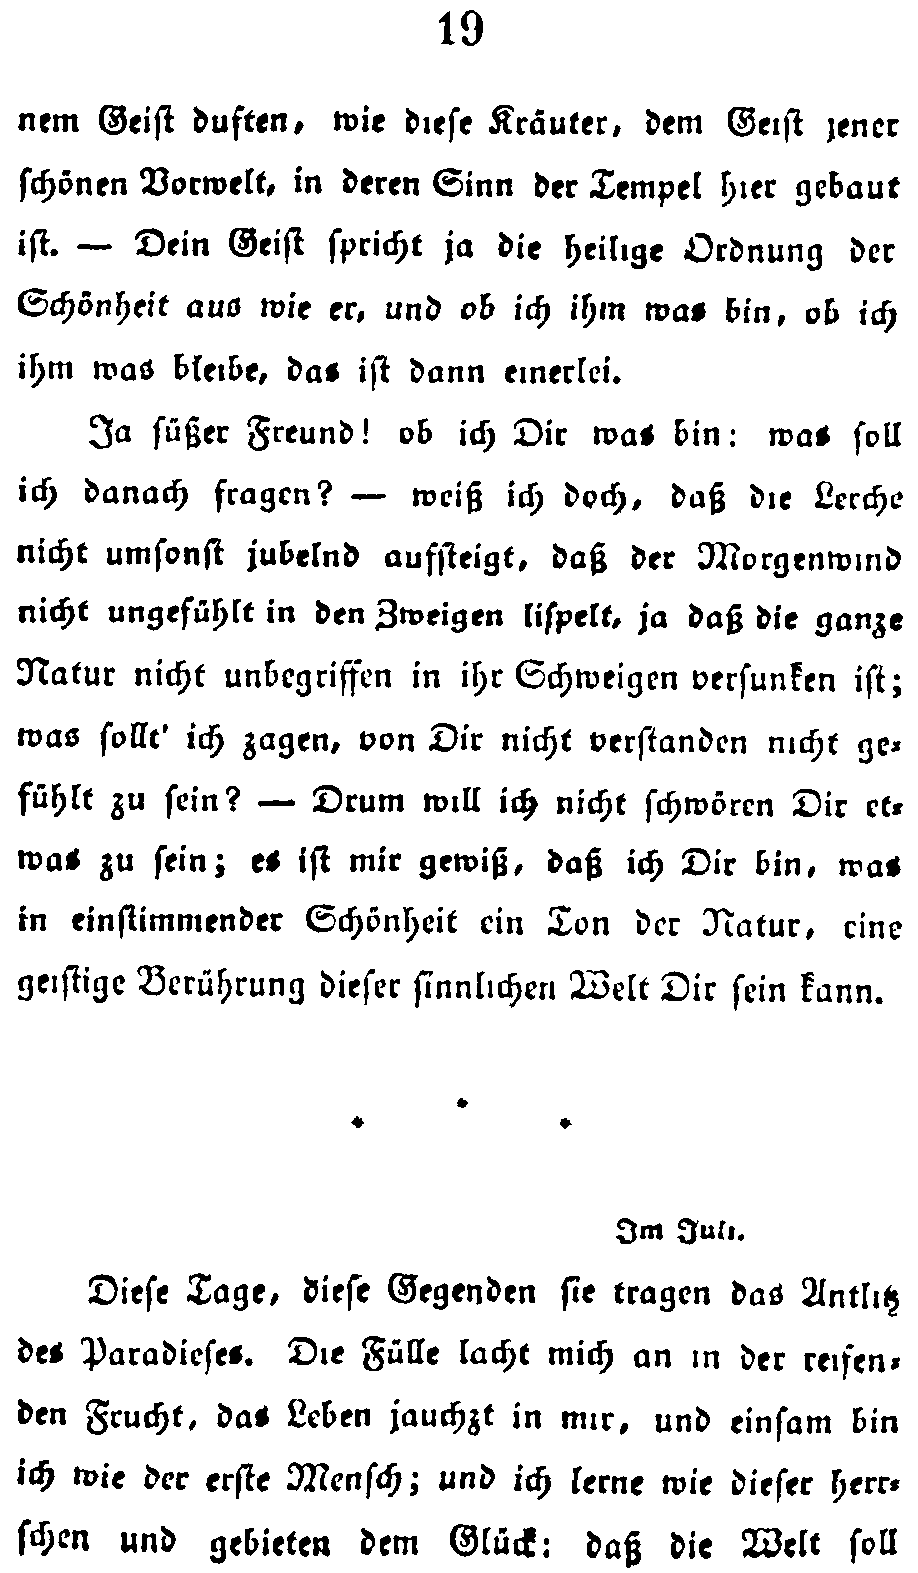 19
nem Geist duften, wie diese Kräuter, dem Geist jener
schönen Vorwelt, in deren Sinn der Tempel hier gebaut
ist. — Dein Geist spricht ja die heilige Ordnung der
Schönheit aus wie er, und ob ich ihm was bin, ob ich
ihm was bleibe, das ist dann einerlei.
Ja süßer Freund! ob ich Dir was bin: was soll
ich danach fragen? — weiß ich doch, daß die Lerche
nicht umsonst jubelnd aufsteigt, daß der Morgenwind
nicht ungefühlt in den Zweigen lispelt, ja daß die ganze
Natur nicht unbegriffen in ihr Schweigen versunken ist;
was sollt' ich zagen, von Dir nicht verstanden nicht ge-
fühlt zu sein? — Drum will ich nicht schwören Dir et-
was zu sein; es ist mir gewiß, daß ich Dir bin, was
in einstimmender Schönheit ein Ton der Natur, eine
geistige Berührung dieser sinnlichen Welt Dir sein kann.
Im Juli.
Diese Tage, diese Gegenden sie tragen das Antlitz
des Paradieses. Die Fülle lacht mich an in der reifen-
den Frucht, das Leben jauchzt in mir, und einsam bin
ich wie der erste Mensch; und ich lerne wie dieser herr-
schen und gebieten dem Glück: daß die Welt soll